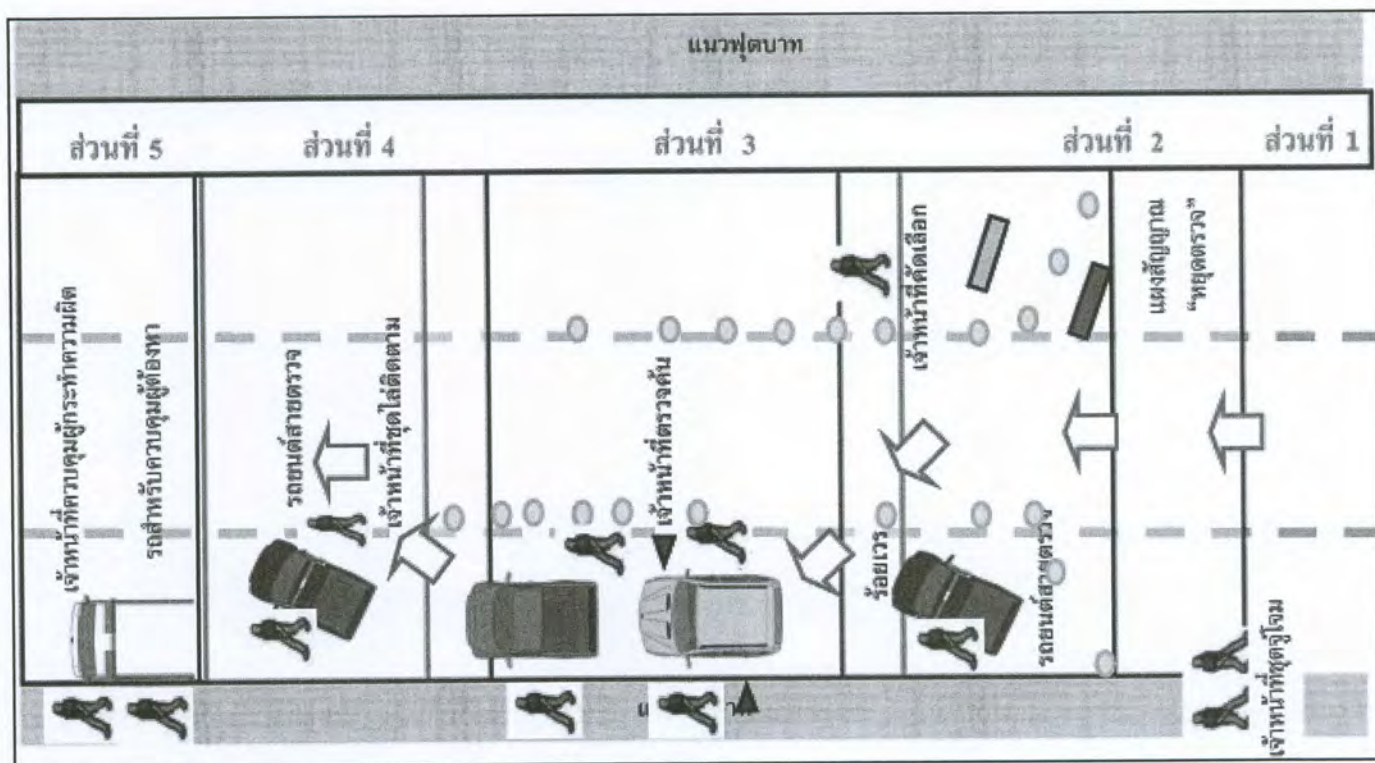 แนวฟุตบาท
ส่วนที่ 5
ส่วนที่ 4
ส่วนที่ 3
ส่วนที่ 2
ส่วนที่ 1
เจ้าหน้าที่ควบคุมผู้กระทำความผิด
รถสำหรับควบคุมผู้ต้องหา
รถยนต์สายตรวจ
เจ้าหน้าที่ชุดไล่ติดตาม
เจ้าหน้าที่ตรวจค้น
ร้อยเวร
เจ้าหน้าที่คัดเลือก
รถยนต์สายตรวจ
แผงสัญญาณ
“หยุดตรวจ”
เจ้าหน้าที่ชุดจู่โจม